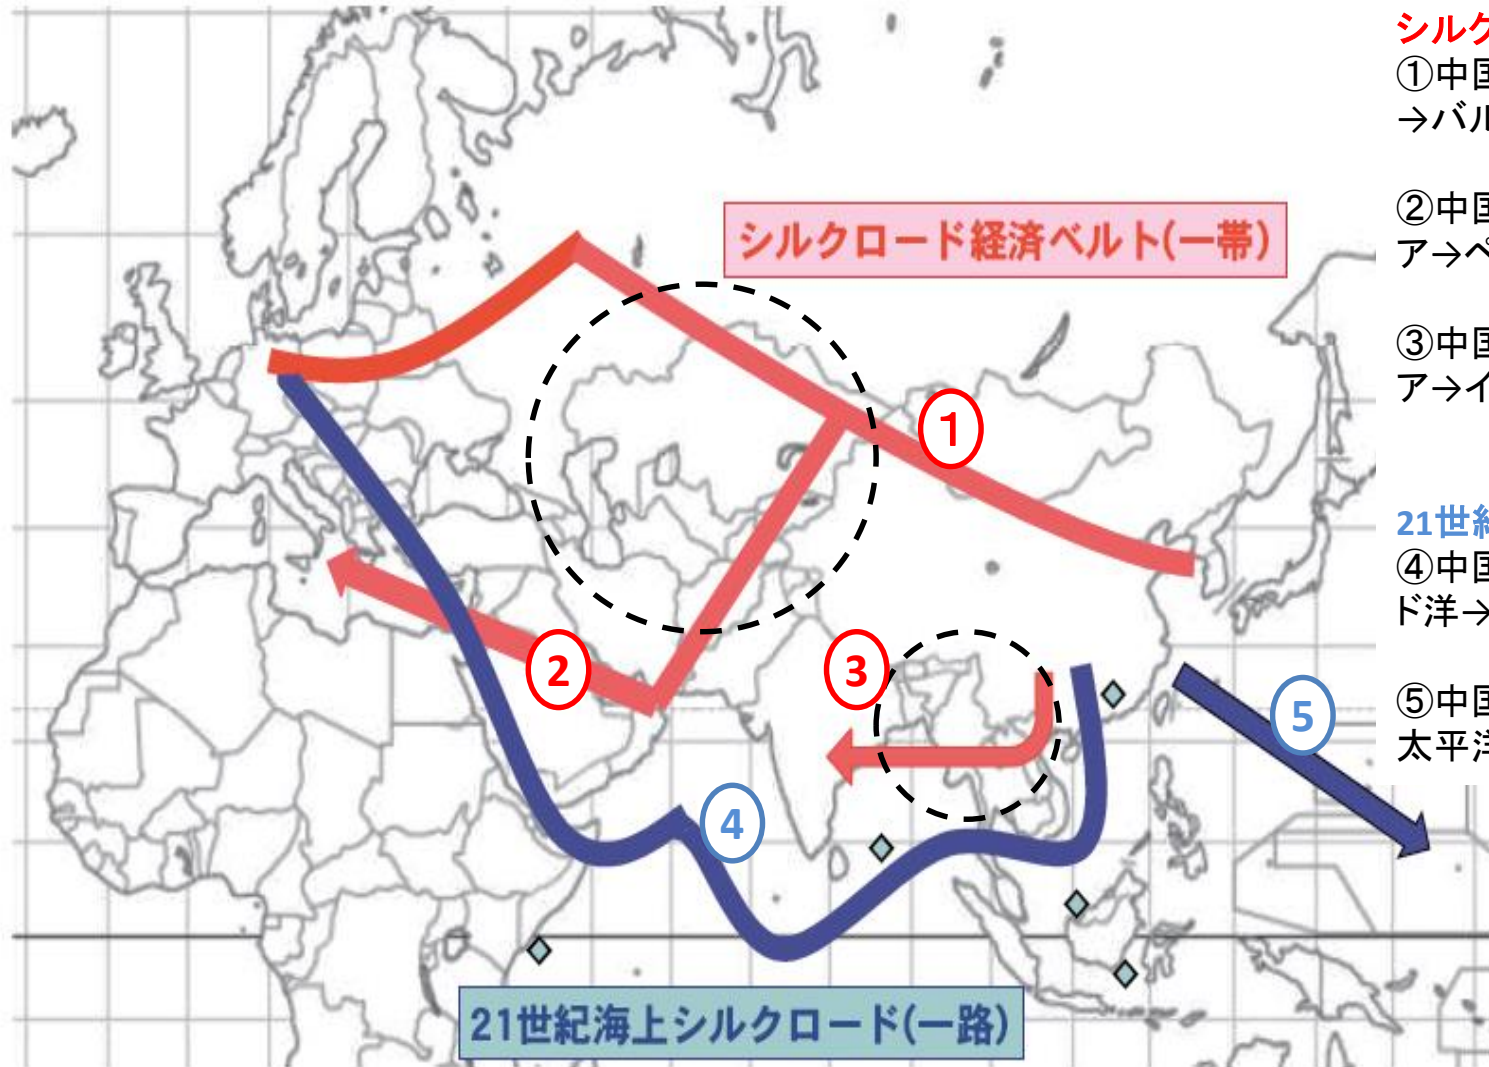 シルクロード経済ベルト(一帯)
1
2
3
4
5
21世紀海上シルクロード(一路)
シルク
①中国
→バル
②中国
ア→ペ
③中国
ア→イ
21世紀
④中国
ド洋→
⑤中国
太平洋